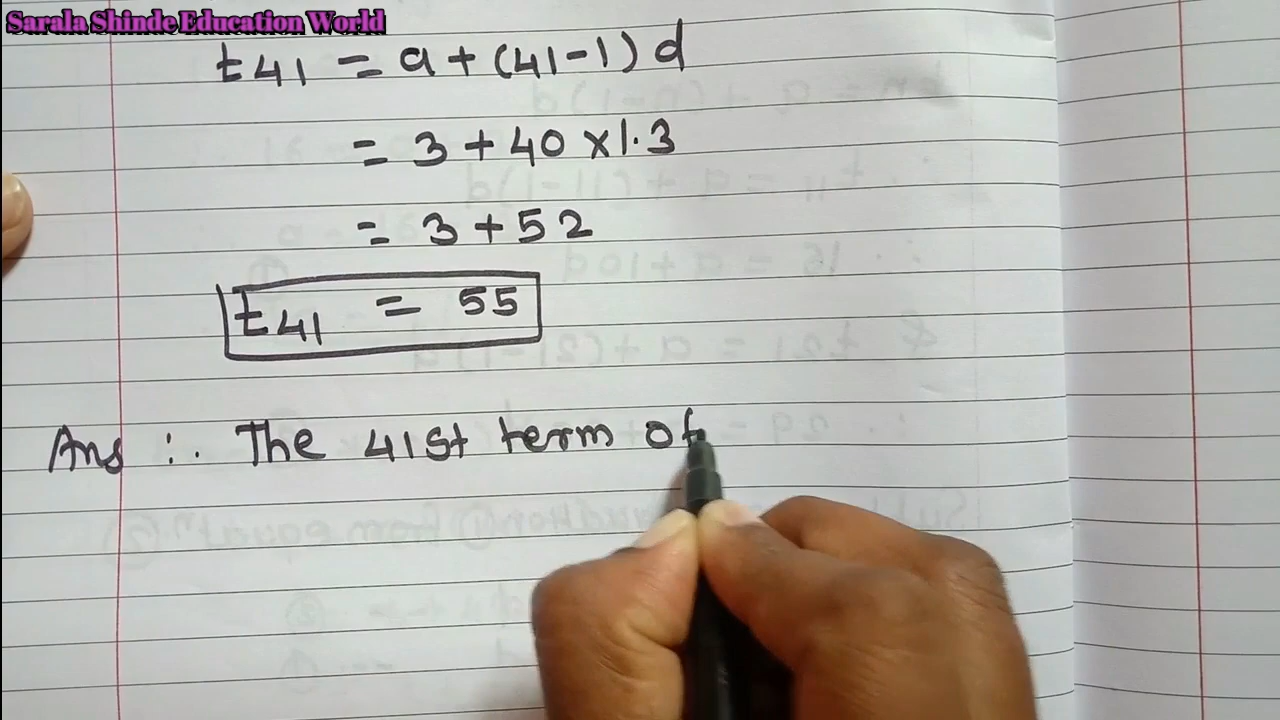 Sarala Shinde Education World
t41 = a + (41-1) d
= 3 + 40 × 1.3
= 3 + 52
t41 = 55
Ans :. The 41st term of